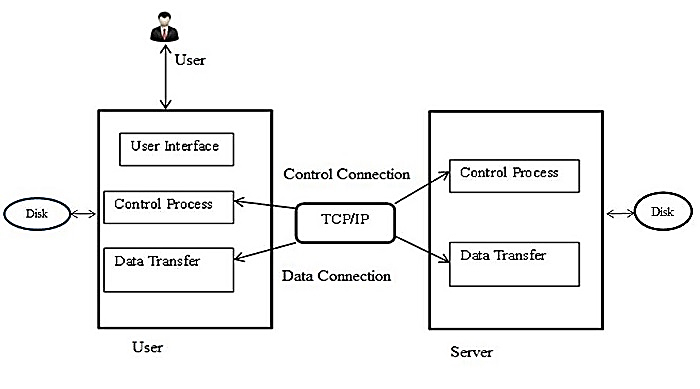 User
User Interface
Control Connection
Control Process
Control Process
Disk
TCP/IP
Disk
Data Transfer
Data Transfer
Data Connection
User
Server